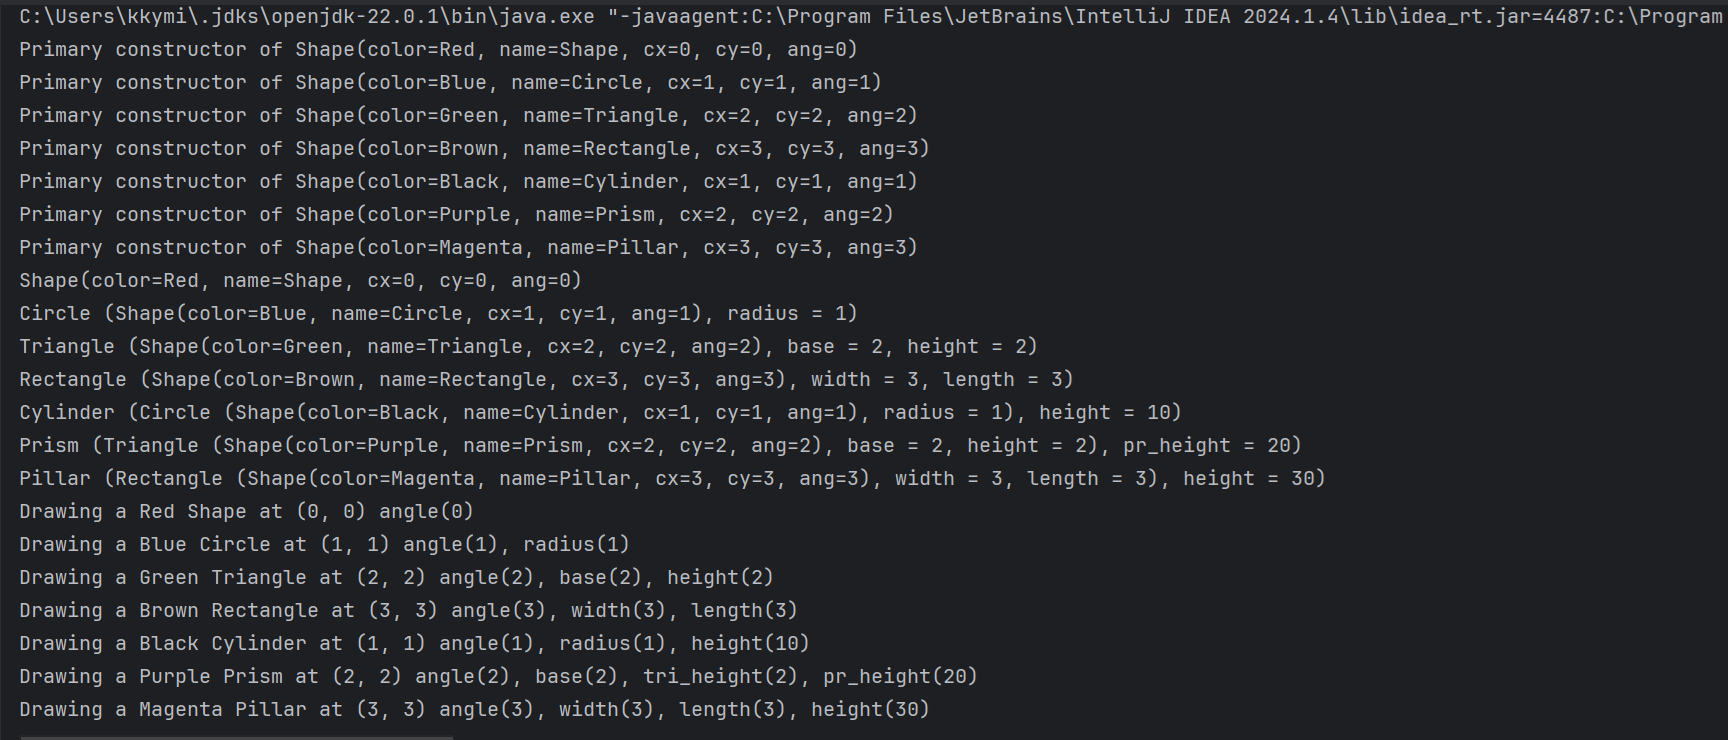 C:\Users\kkymi\.jdks\openjdk-22.0.1\bin\java.exe "-javaagent:C:\Program Files\JetBrains\IntelliJ IDEA 2024.1.4\lib\idea_rt.jar=4487:C:\Program
Primary constructor of Shape(color=Red, name=Shape, cx=0, cy=0, ang=0)
Primary constructor of Shape(color=Blue, name=Circle, cx=1, cy=1, ang=1)
Primary constructor of Shape(color=Green, name=Triangle, cx=2, cy=2, ang=2)
Primary constructor of Shape(color=Brown, name=Rectangle, cx=3, cy=3, ang=3)
Primary constructor of Shape(color=Black, name=Cylinder, cx=1, cy=1, ang=1)
Primary constructor of Shape(color=Purple, name=Prism, cx=2, cy=2, ang=2)
Primary constructor of Shape(color=Magenta, name=Pillar, cx=3, cy=3, ang=3)
Shape(color=Red, name=Shape, cx=0, cy=0, ang=0)
Circle (Shape(color=Blue, name=Circle, cx=1, cy=1, ang=1), radius = 1)
Triangle (Shape(color=Green, name=Triangle, cx=2, cy=2, ang=2), base = 2, height = 2)
Rectangle (Shape(color=Brown, name=Rectangle, cx=3, cy=3, ang=3), width = 3, length = 3)
Cylinder (Circle (Shape(color=Black, name=Cylinder, cx=1, cy=1, ang=1), radius = 1), height = 10)
Prism (Triangle (Shape(color=Purple, name=Prism, cx=2, cy=2, ang=2), base = 2, height = 2), pr_height = 20)
Pillar (Rectangle (Shape(color=Magenta, name=Pillar, cx=3, cy=3, ang=3), width = 3, length = 3), height = 30)
Drawing a Red Shape at (0, 0) angle(0)
Drawing a Blue Circle at (1, 1) angle(1), radius(1)
Drawing a Green Triangle at (2, 2) angle(2), base(2), height(2)
Drawing a Brown Rectangle at (3, 3) angle(3), width(3), length(3)
Drawing a Black Cylinder at (1, 1) angle(1), radius(1), height(10)
Drawing a Purple Prism at (2, 2) angle(2), base(2), tri_height(2), pr_height(20)
Drawing a Magenta Pillar at (3, 3) angle(3), width(3), length(3), height(30)